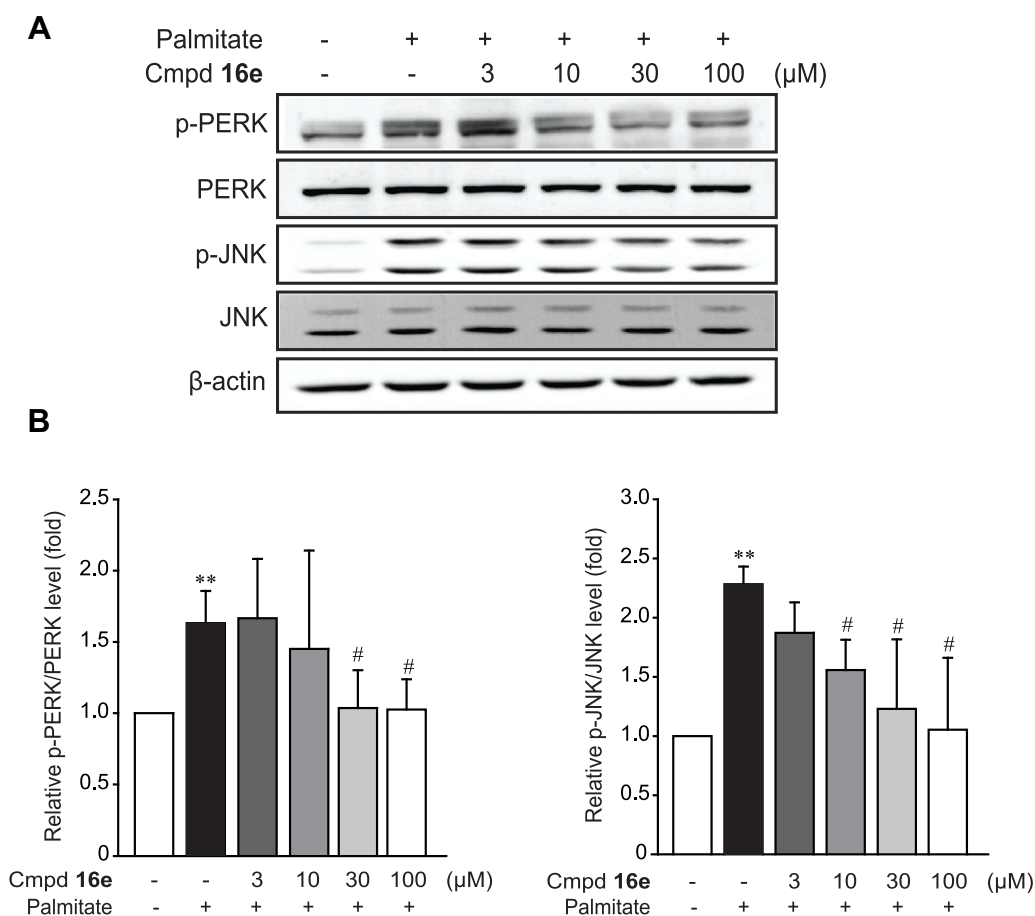 A
Palmitate - + + + + +
Cmpd 16e - - 3 10 30 100 (μM)
p-PERK
PERK
p-JNK
JNK
β-actin
B
Relative p-PERK/PERK level (fold)
2.5
2.0
1.5
1.0
0.5
0
**
#
#
Cmpd 16e - - 3 10 30 100 (μM)
Palmitate - + + + + +
Relative p-JNK/JNK level (fold)
3.0
2.5
2.0
1.5
1.0
0.5
0
**
#
#
#
Cmpd 16e - - 3 10 30 100 (μM)
Palmitate - + + + + +